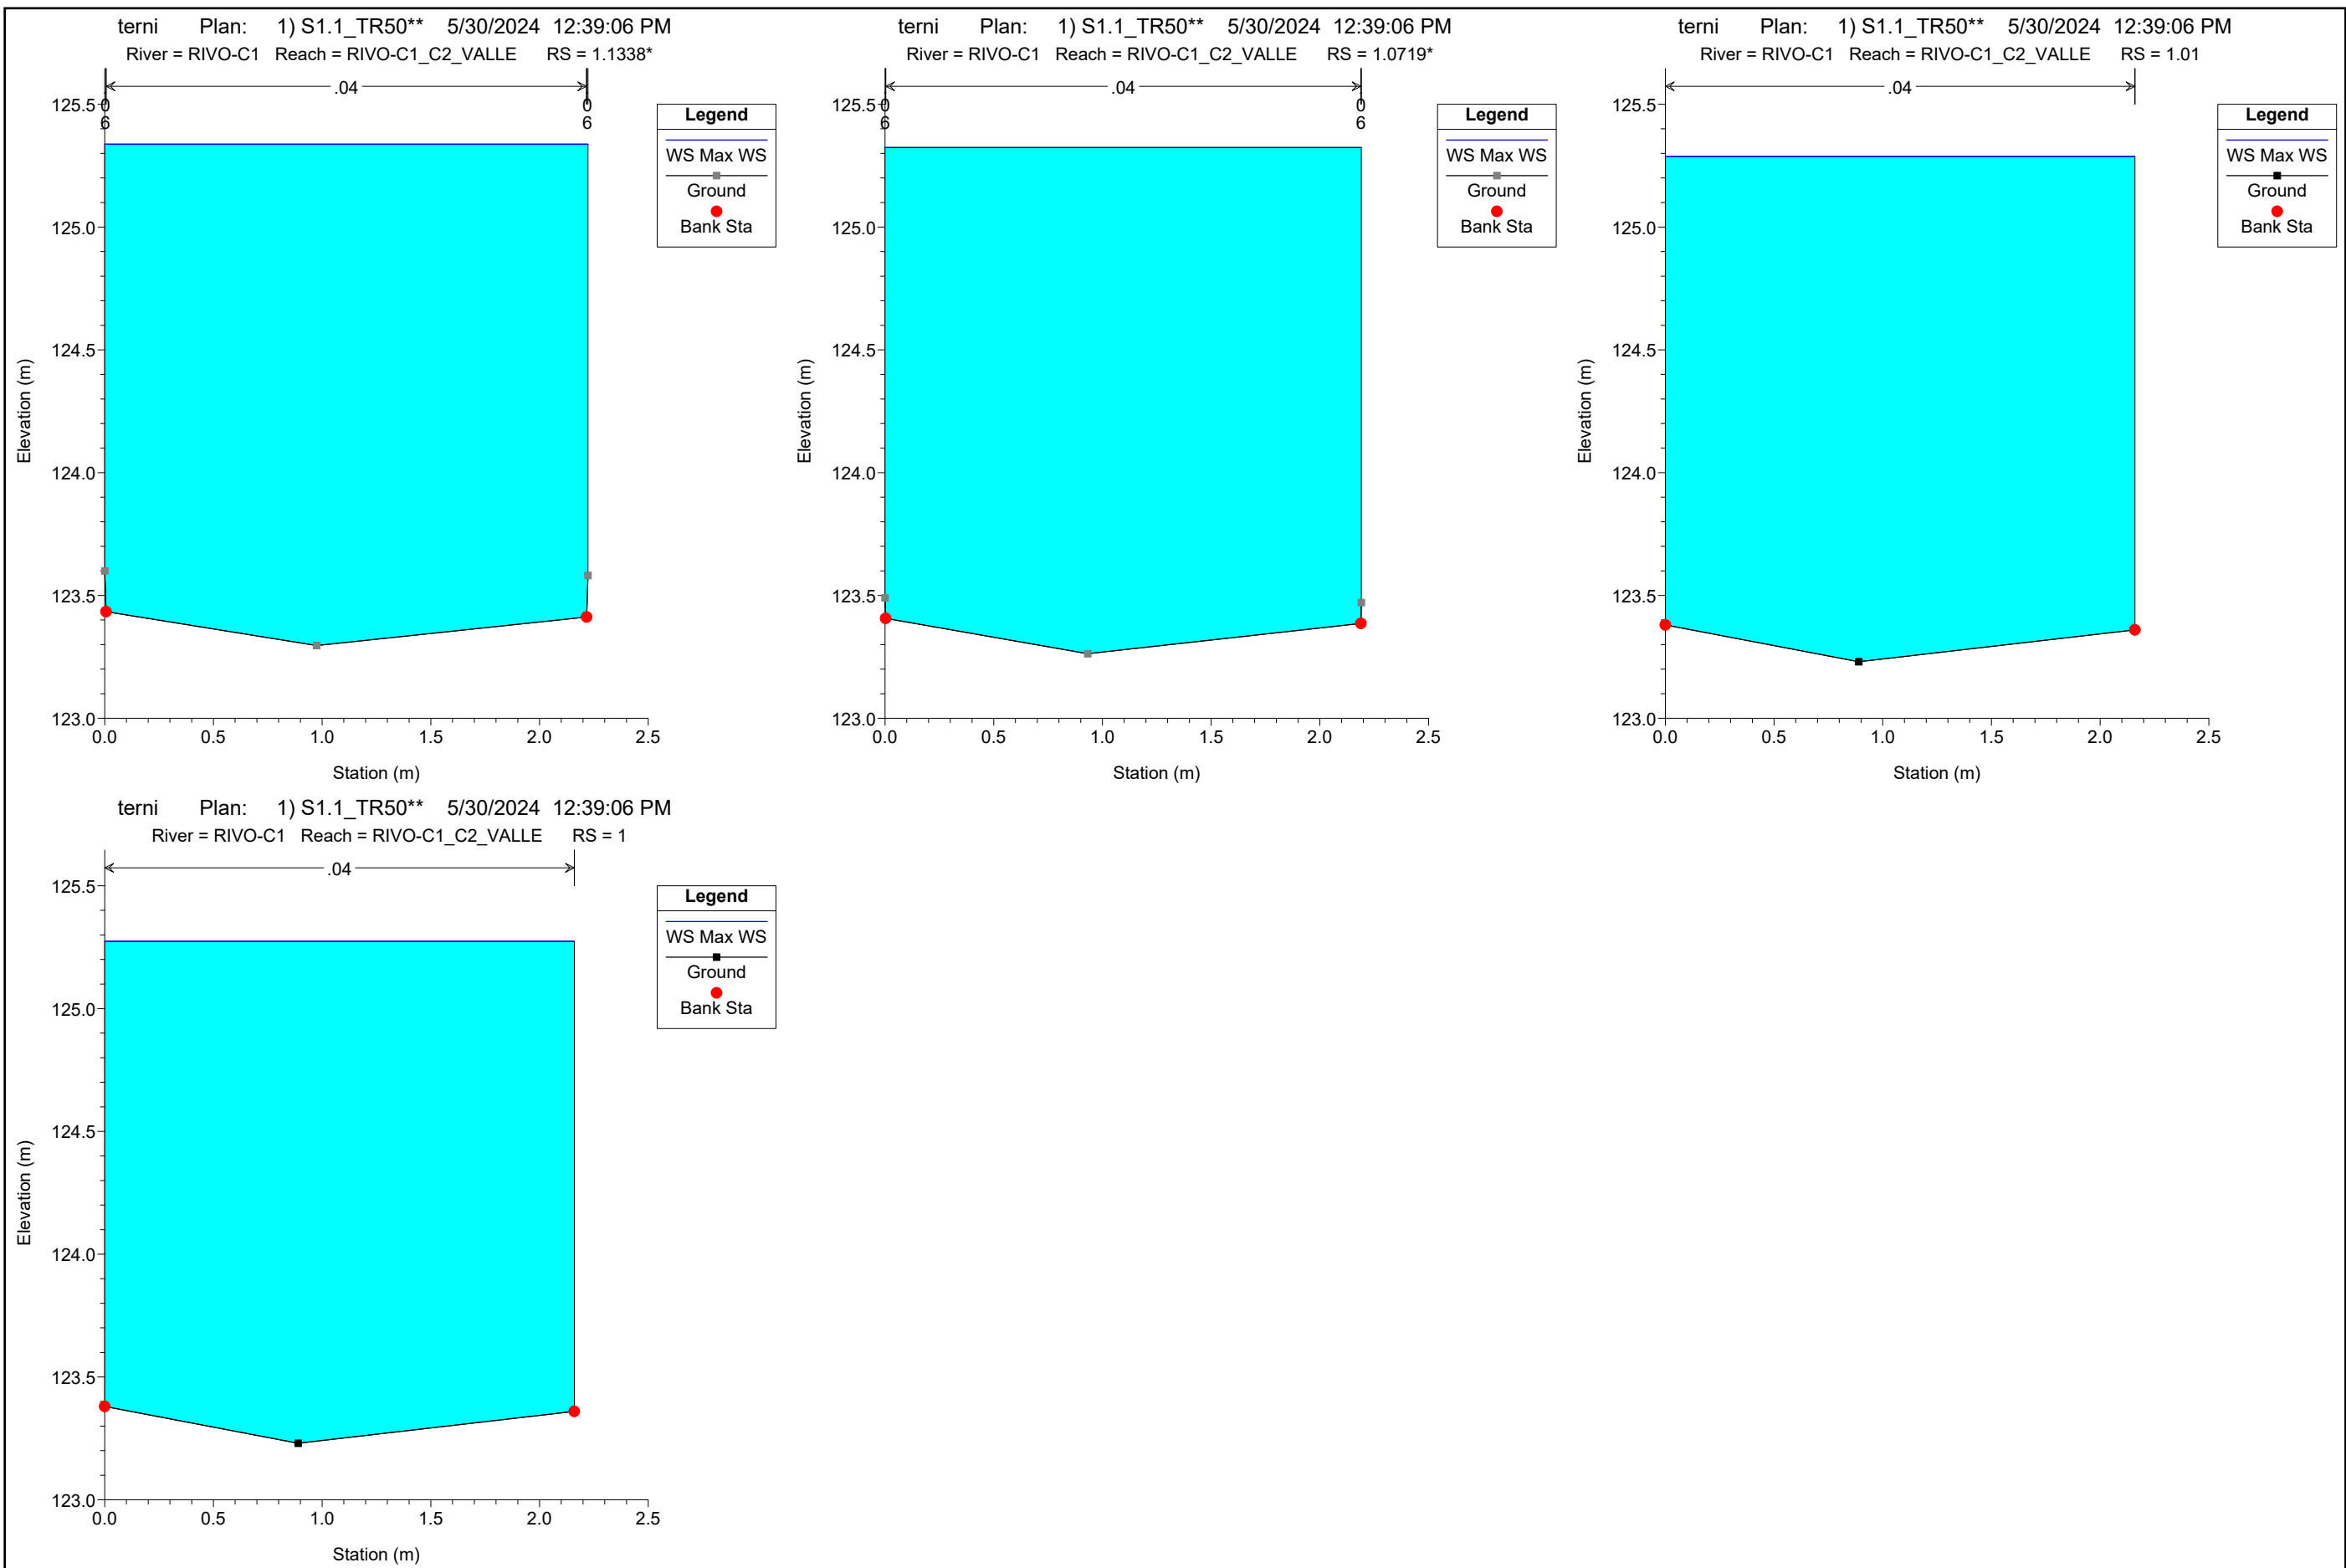 terni Plan: 1) S1.1_TR50** 5/30/2024 12:39:06 PM
River = RIVO-C1 Reach = RIVO-C1_C2_VALLE RS = 1.1338*
.04
0
6
0
6
125.5
125.0
124.5
124.0
123.5
123.0
Elevation (m)
0.0 0.5 1.0 1.5 2.0 2.5
Station (m)
Legend
WS Max WS
Ground
Bank Sta
terni Plan: 1) S1.1_TR50** 5/30/2024 12:39:06 PM
River = RIVO-C1 Reach = RIVO-C1_C2_VALLE RS = 1.0719*
.04
0
6
0
6
125.5
125.0
124.5
124.0
123.5
123.0
Elevation (m)
0.0 0.5 1.0 1.5 2.0 2.5
Station (m)
Legend
WS Max WS
Ground
Bank Sta
terni Plan: 1) S1.1_TR50** 5/30/2024 12:39:06 PM
River = RIVO-C1 Reach = RIVO-C1_C2_VALLE RS = 1.01
.04
125.5
125.0
124.5
124.0
123.5
123.0
Elevation (m)
0.0 0.5 1.0 1.5 2.0 2.5
Station (m)
Legend
WS Max WS
Ground
Bank Sta
terni Plan: 1) S1.1_TR50** 5/30/2024 12:39:06 PM
River = RIVO-C1 Reach = RIVO-C1_C2_VALLE RS = 1
.04
125.5
125.0
124.5
124.0
123.5
123.0
Elevation (m)
0.0 0.5 1.0 1.5 2.0 2.5
Station (m)
Legend
WS Max WS
Ground
Bank Sta